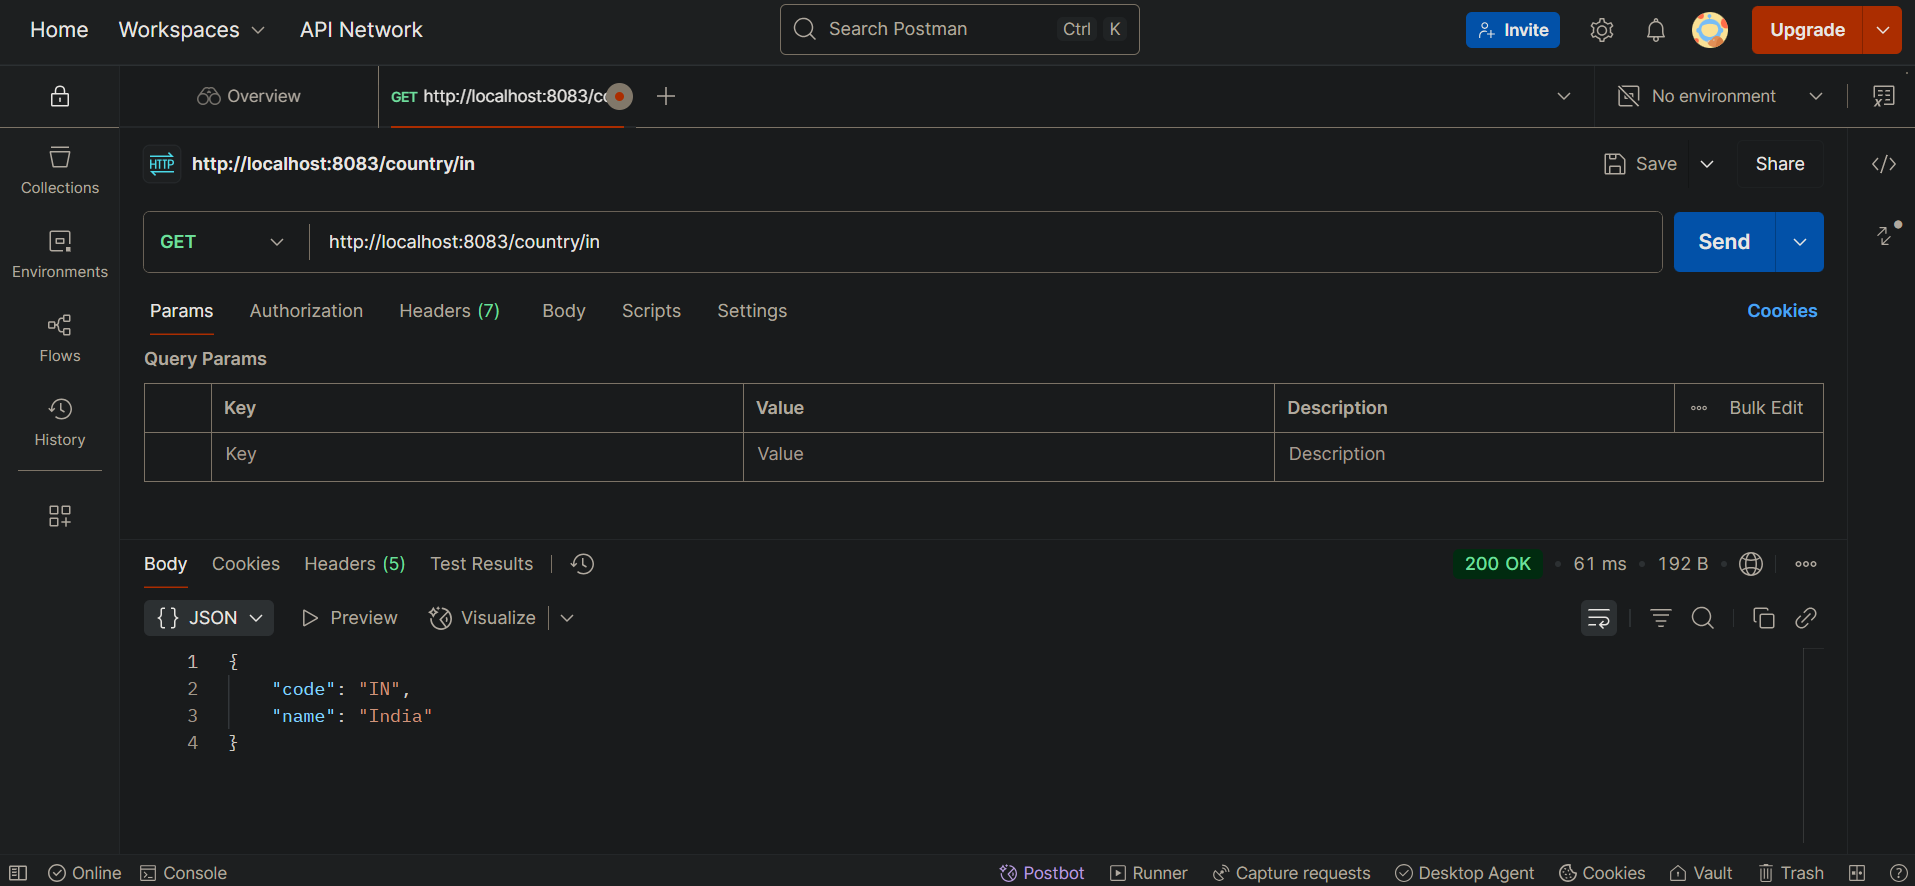 Home Workspaces API Network Search Postman Ctrl K Invite Upgrade
Overview GET http://localhost:8083/co No environment
HTTP http://localhost:8083/country/in Save Share
Collections
GET http://localhost:8083/country/in Send
Environments
Params Authorization Headers (7) Body Scripts Settings Cookies
Flows
Query Params
Key Value Description Bulk Edit
History
Key Value Description
Body Cookies Headers (5) Test Results 200 OK 61 ms 192 B
{} JSON Preview Visualize
1 {
2 "code": "IN",
3 "name": "India"
4 }
Online Console Postbot Runner Capture requests Desktop Agent Cookies Vault Trash